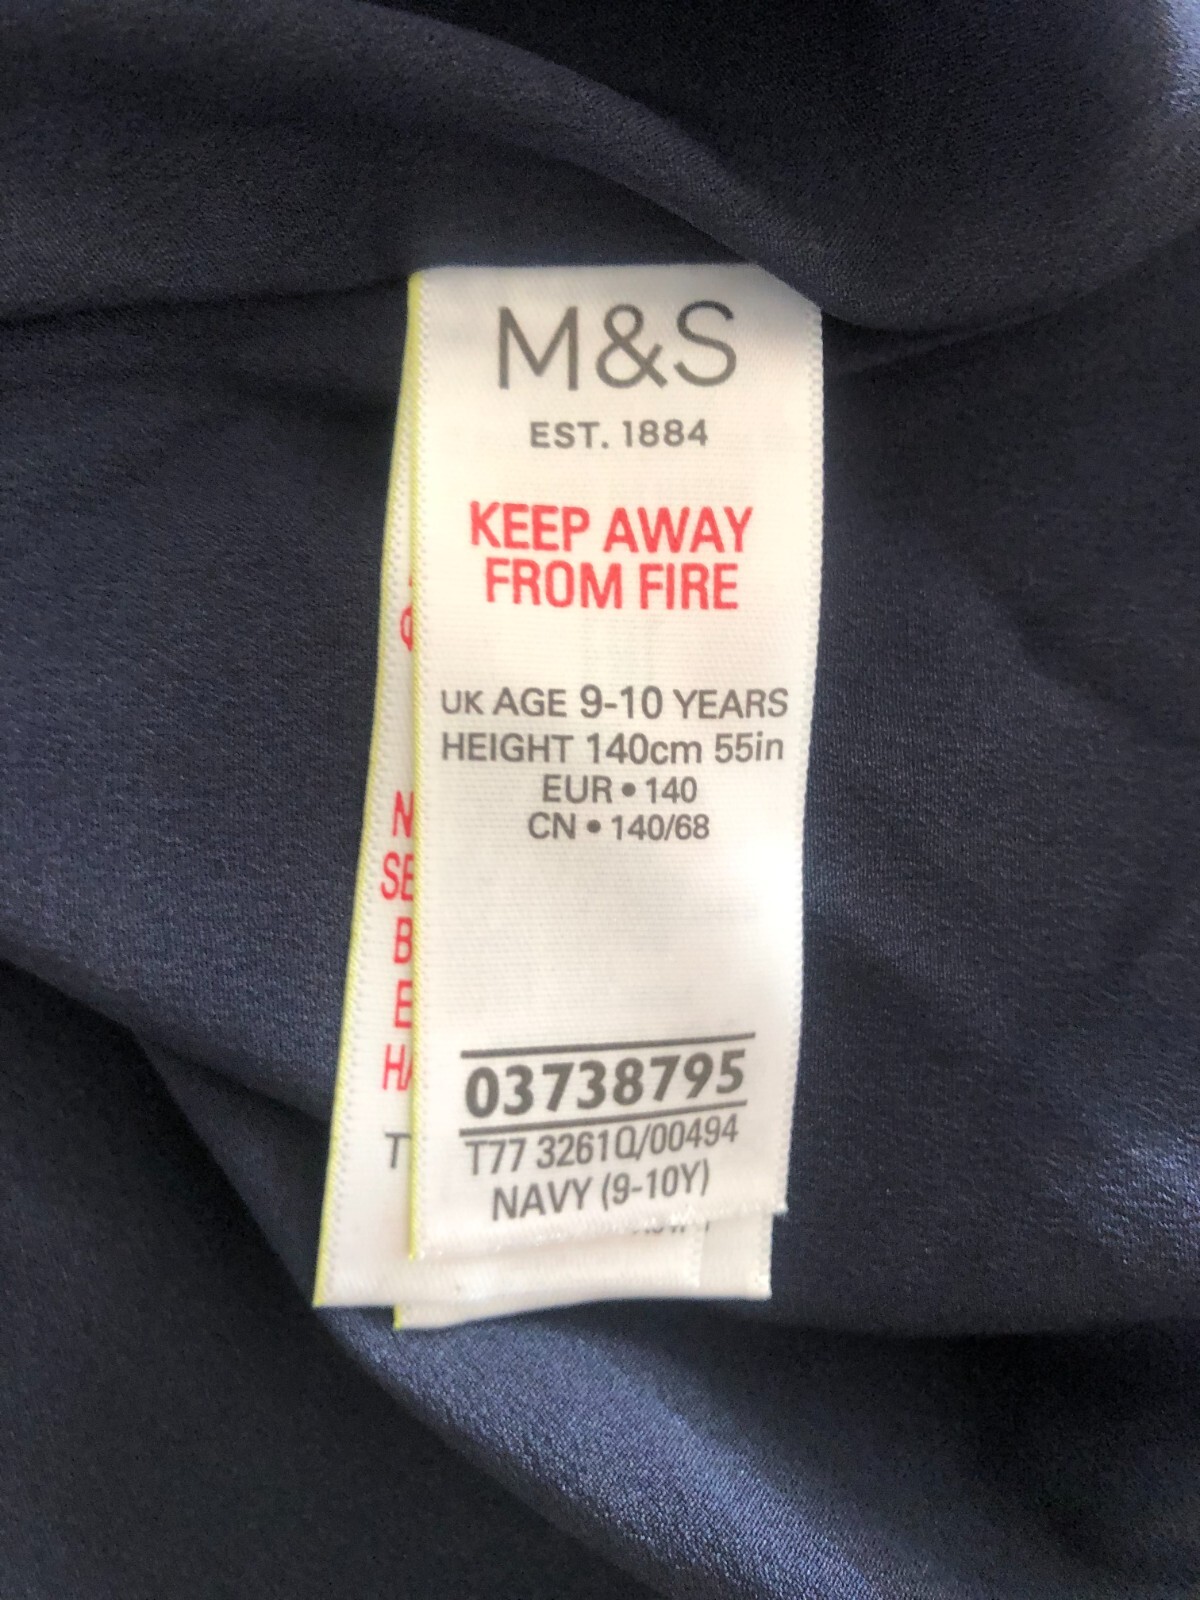 M&S
EST. 1884
KEEP AWAY
FROM FIRE
UK AGE 9-10 YEARS
HEIGHT 140cm 55in
EUR • 140
CN • 140/68
03738795
T77 3261Q/00494
NAVY (9-10Y)